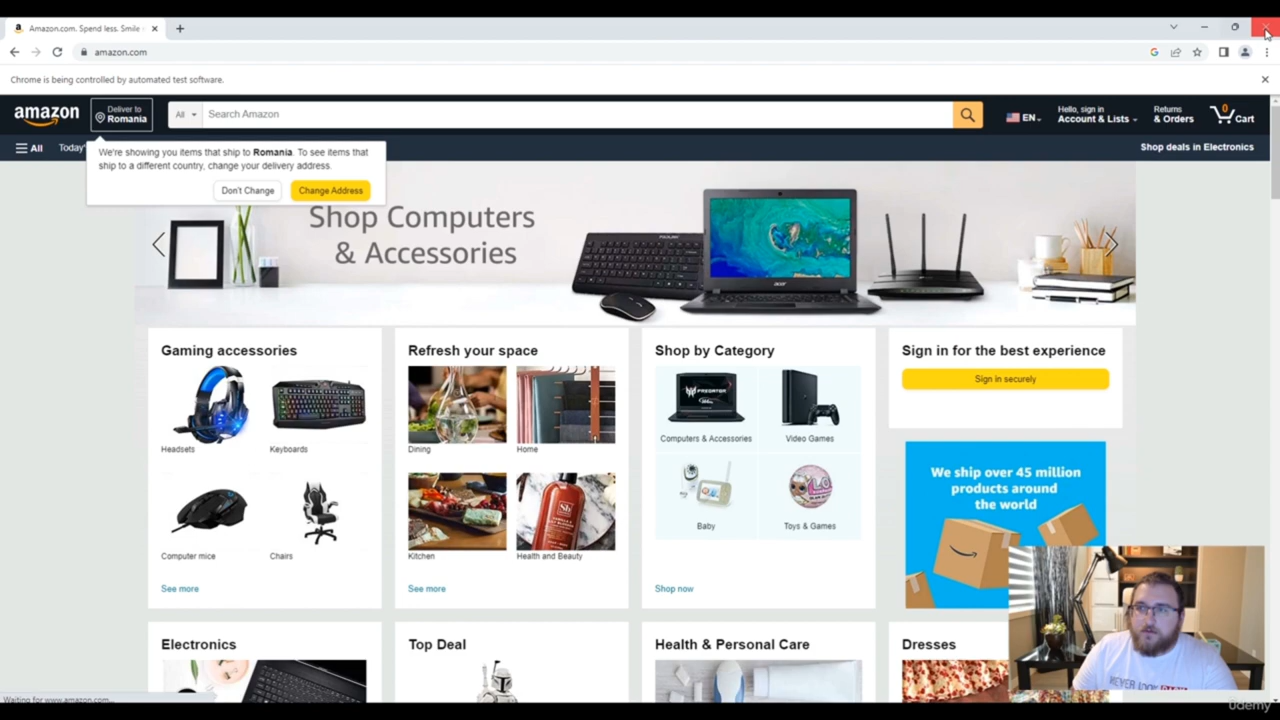 Amazon.com. Spend less. Smile
amazon.com
Chrome is being controlled by automated test software.
amazon
Deliver to
Romania
All
Search Amazon
EN
Hello, sign in
Account & Lists
Returns
& Orders
0
Cart
All
Today'
Shop deals in Electronics
We're showing you items that ship to Romania. To see items that
ship to a different country, change your delivery address.
Don't Change
Change Address
Shop Computers
& Accessories
acer
Gaming accessories
Headsets
Keyboards
Computer mice
Chairs
See more
Refresh your space
Dining
Home
Kitchen
Health and Beauty
See more
Shop by Category
PREDATOR
Computers & Accessories
Video Games
Baby
Toys & Games
Shop now
Sign in for the best experience
Sign in securely
We ship over 45 million
products around
the world
Electronics
Top Deal
Health & Personal Care
Dresses
Waiting for www.amazon.com...
NEVER LOOK
udemy